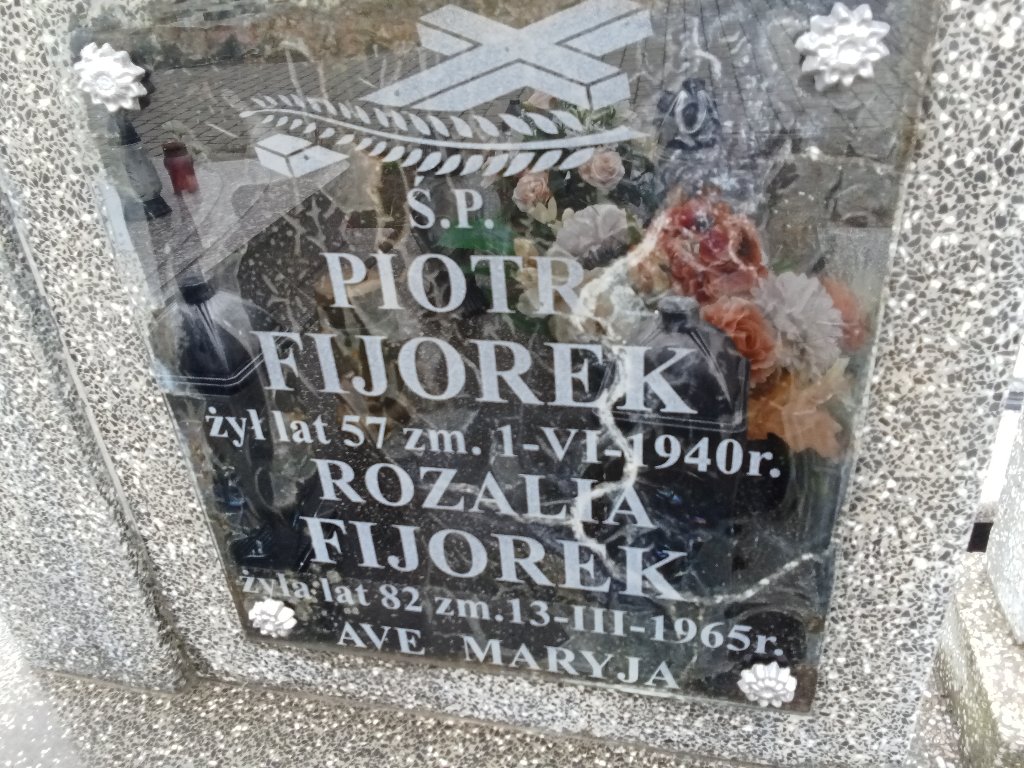 Ś.P.
PIOTR
FIJOREK
żył lat 57 zm. 1-VI-1940r.
ROZALIA
FIJOREK
żyła lat 82 zm.13-III-1965r.
AVE MARYJA